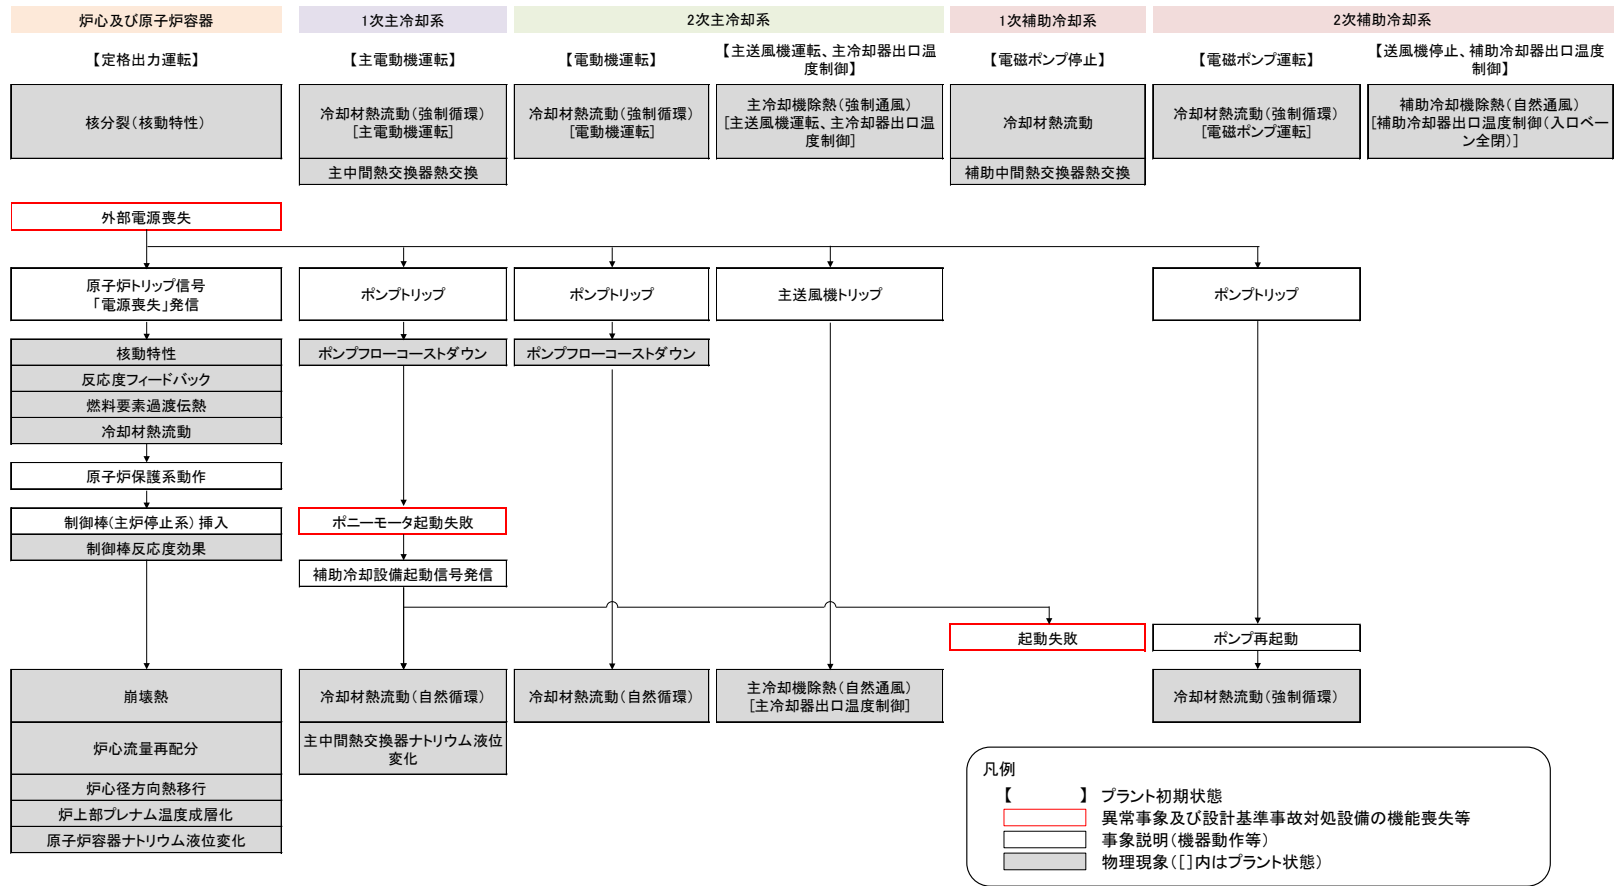 炉心及び原子炉容器
1次主冷却系
2次主冷却系
1次補助冷却系
2次補助冷却系
【定格出力運転】
【主電動機運転】
【電動機運転】
【主送風機運転、主冷却器出口温
度制御】
【電磁ポンプ停止】
【電磁ポンプ運転】
【送風機停止、補助冷却器出口温度
制御】
核分裂(核動特性)
冷却材熱流動(強制循環)
[主電動機運転]
冷却材熱流動(強制循環)
[電動機運転]
主冷却機除熱(強制通風)
[主送風機運転、主冷却器出口温
度制御]
冷却材熱流動
冷却材熱流動(強制循環)
[電磁ポンプ運転]
補助冷却機除熱(自然通風)
[補助冷却器出口温度制御(入口ベー
ン全閉)]
主中間熱交換器熱交換
補助中間熱交換器熱交換
外部電源喪失
原子炉トリップ信号
「電源喪失」発信
ポンプトリップ
ポンプトリップ
主送風機トリップ
ポンプトリップ
核動特性
ポンプフローコーストダウン
ポンプフローコーストダウン
反応度フィードバック
燃料要素過渡伝熱
冷却材熱流動
原子炉保護系動作
制御棒(主炉停止系)挿入
ポニーモータ起動失敗
制御棒反応度効果
補助冷却設備起動信号発信
起動失敗
ポンプ再起動
崩壊熱
冷却材熱流動(自然循環)
冷却材熱流動(自然循環)
主冷却機除熱(自然通風)
[主冷却器出口温度制御]
冷却材熱流動(強制循環)
炉心流量再配分
主中間熱交換器ナトリウム液位
変化
炉心径方向熱移行
炉上部プレナム温度成層化
原子炉容器ナトリウム液位変化
凡例
【 】 プラント初期状態
異常事象及び設計基準事故対処設備の機能喪失等
事象説明(機器動作等)
物理現象([]内はプラント状態)